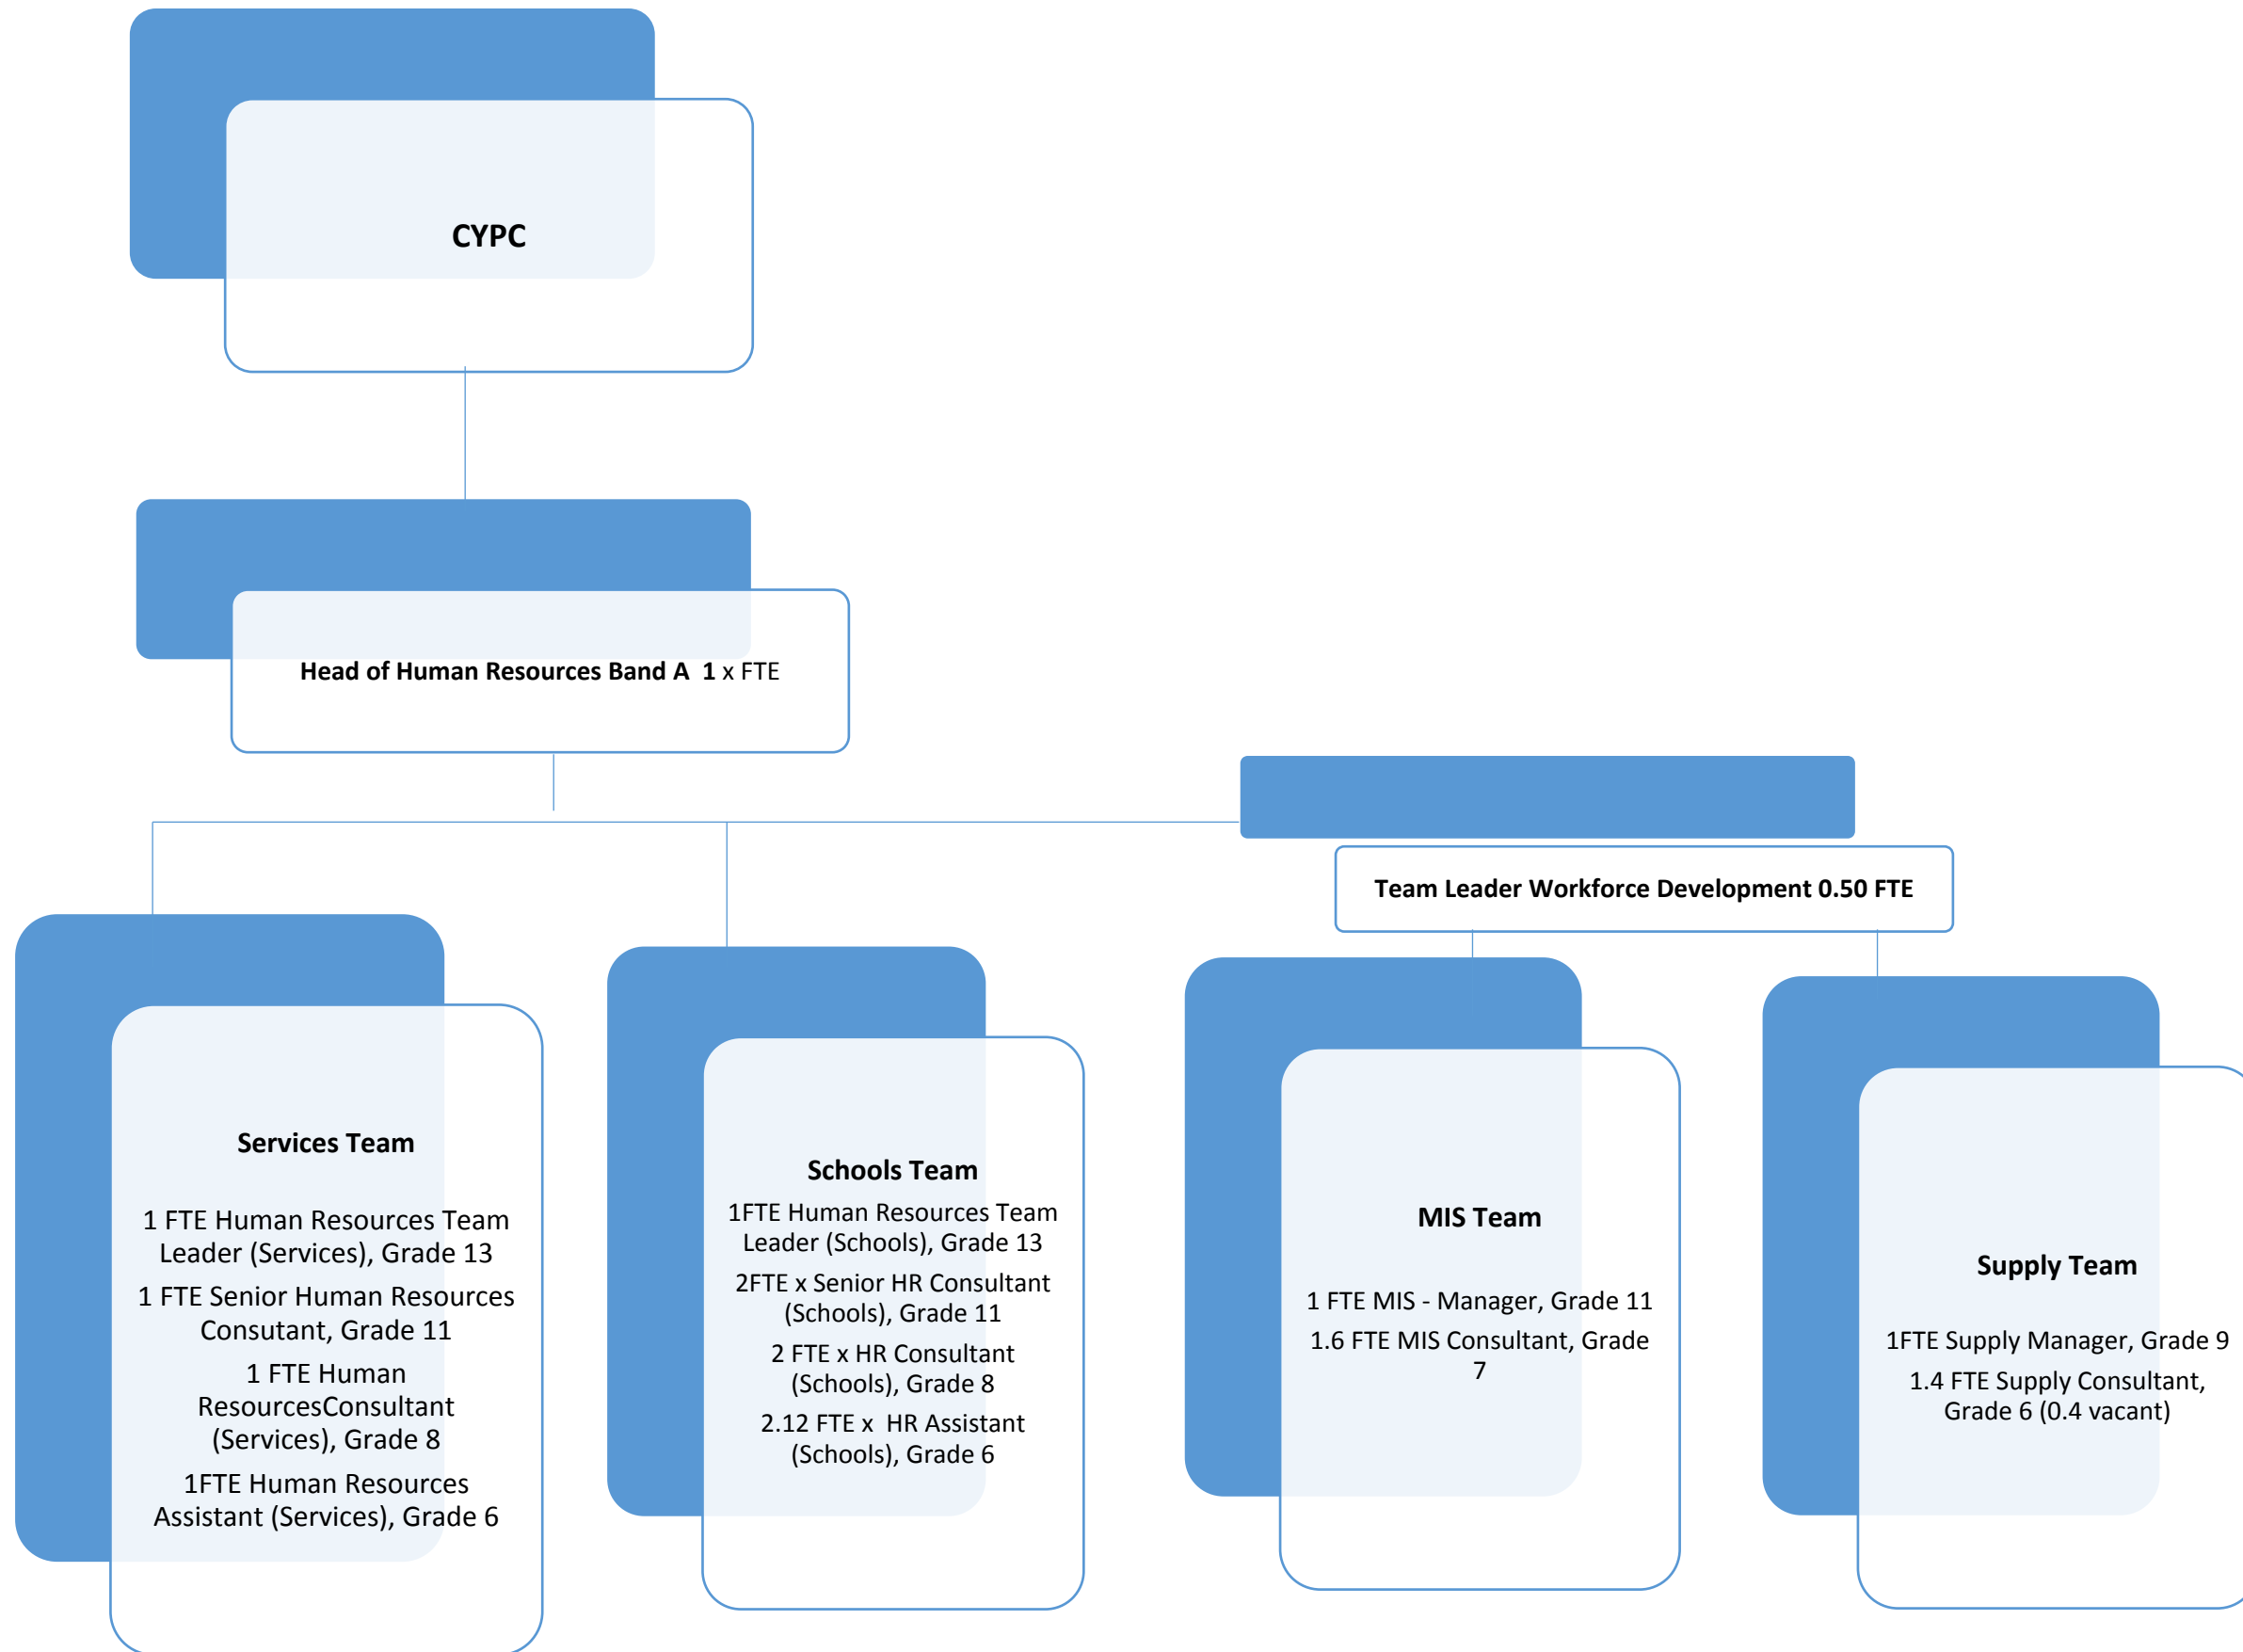 CYPC
Head of Human Resources Band A  1 x FTE
Team Leader Workforce Development 0.50 FTE
Services Team
1 FTE Human Resources Team
Leader (Services), Grade 13
1 FTE Senior Human Resources
Consutant, Grade 11
1 FTE Human
ResourcesConsultant
(Services), Grade 8
1FTE Human Resources
Assistant (Services), Grade 6
Schools Team
1FTE Human Resources Team
Leader (Schools), Grade 13
2FTE x Senior HR Consultant
(Schools), Grade 11
2 FTE x HR Consultant
(Schools), Grade 8
2.12 FTE x  HR Assistant
(Schools), Grade 6
MIS Team
1 FTE MIS - Manager, Grade 11
1.6 FTE MIS Consultant, Grade
7
Supply Team
1FTE Supply Manager, Grade 9
1.4 FTE Supply Consultant,
Grade 6 (0.4 vacant)